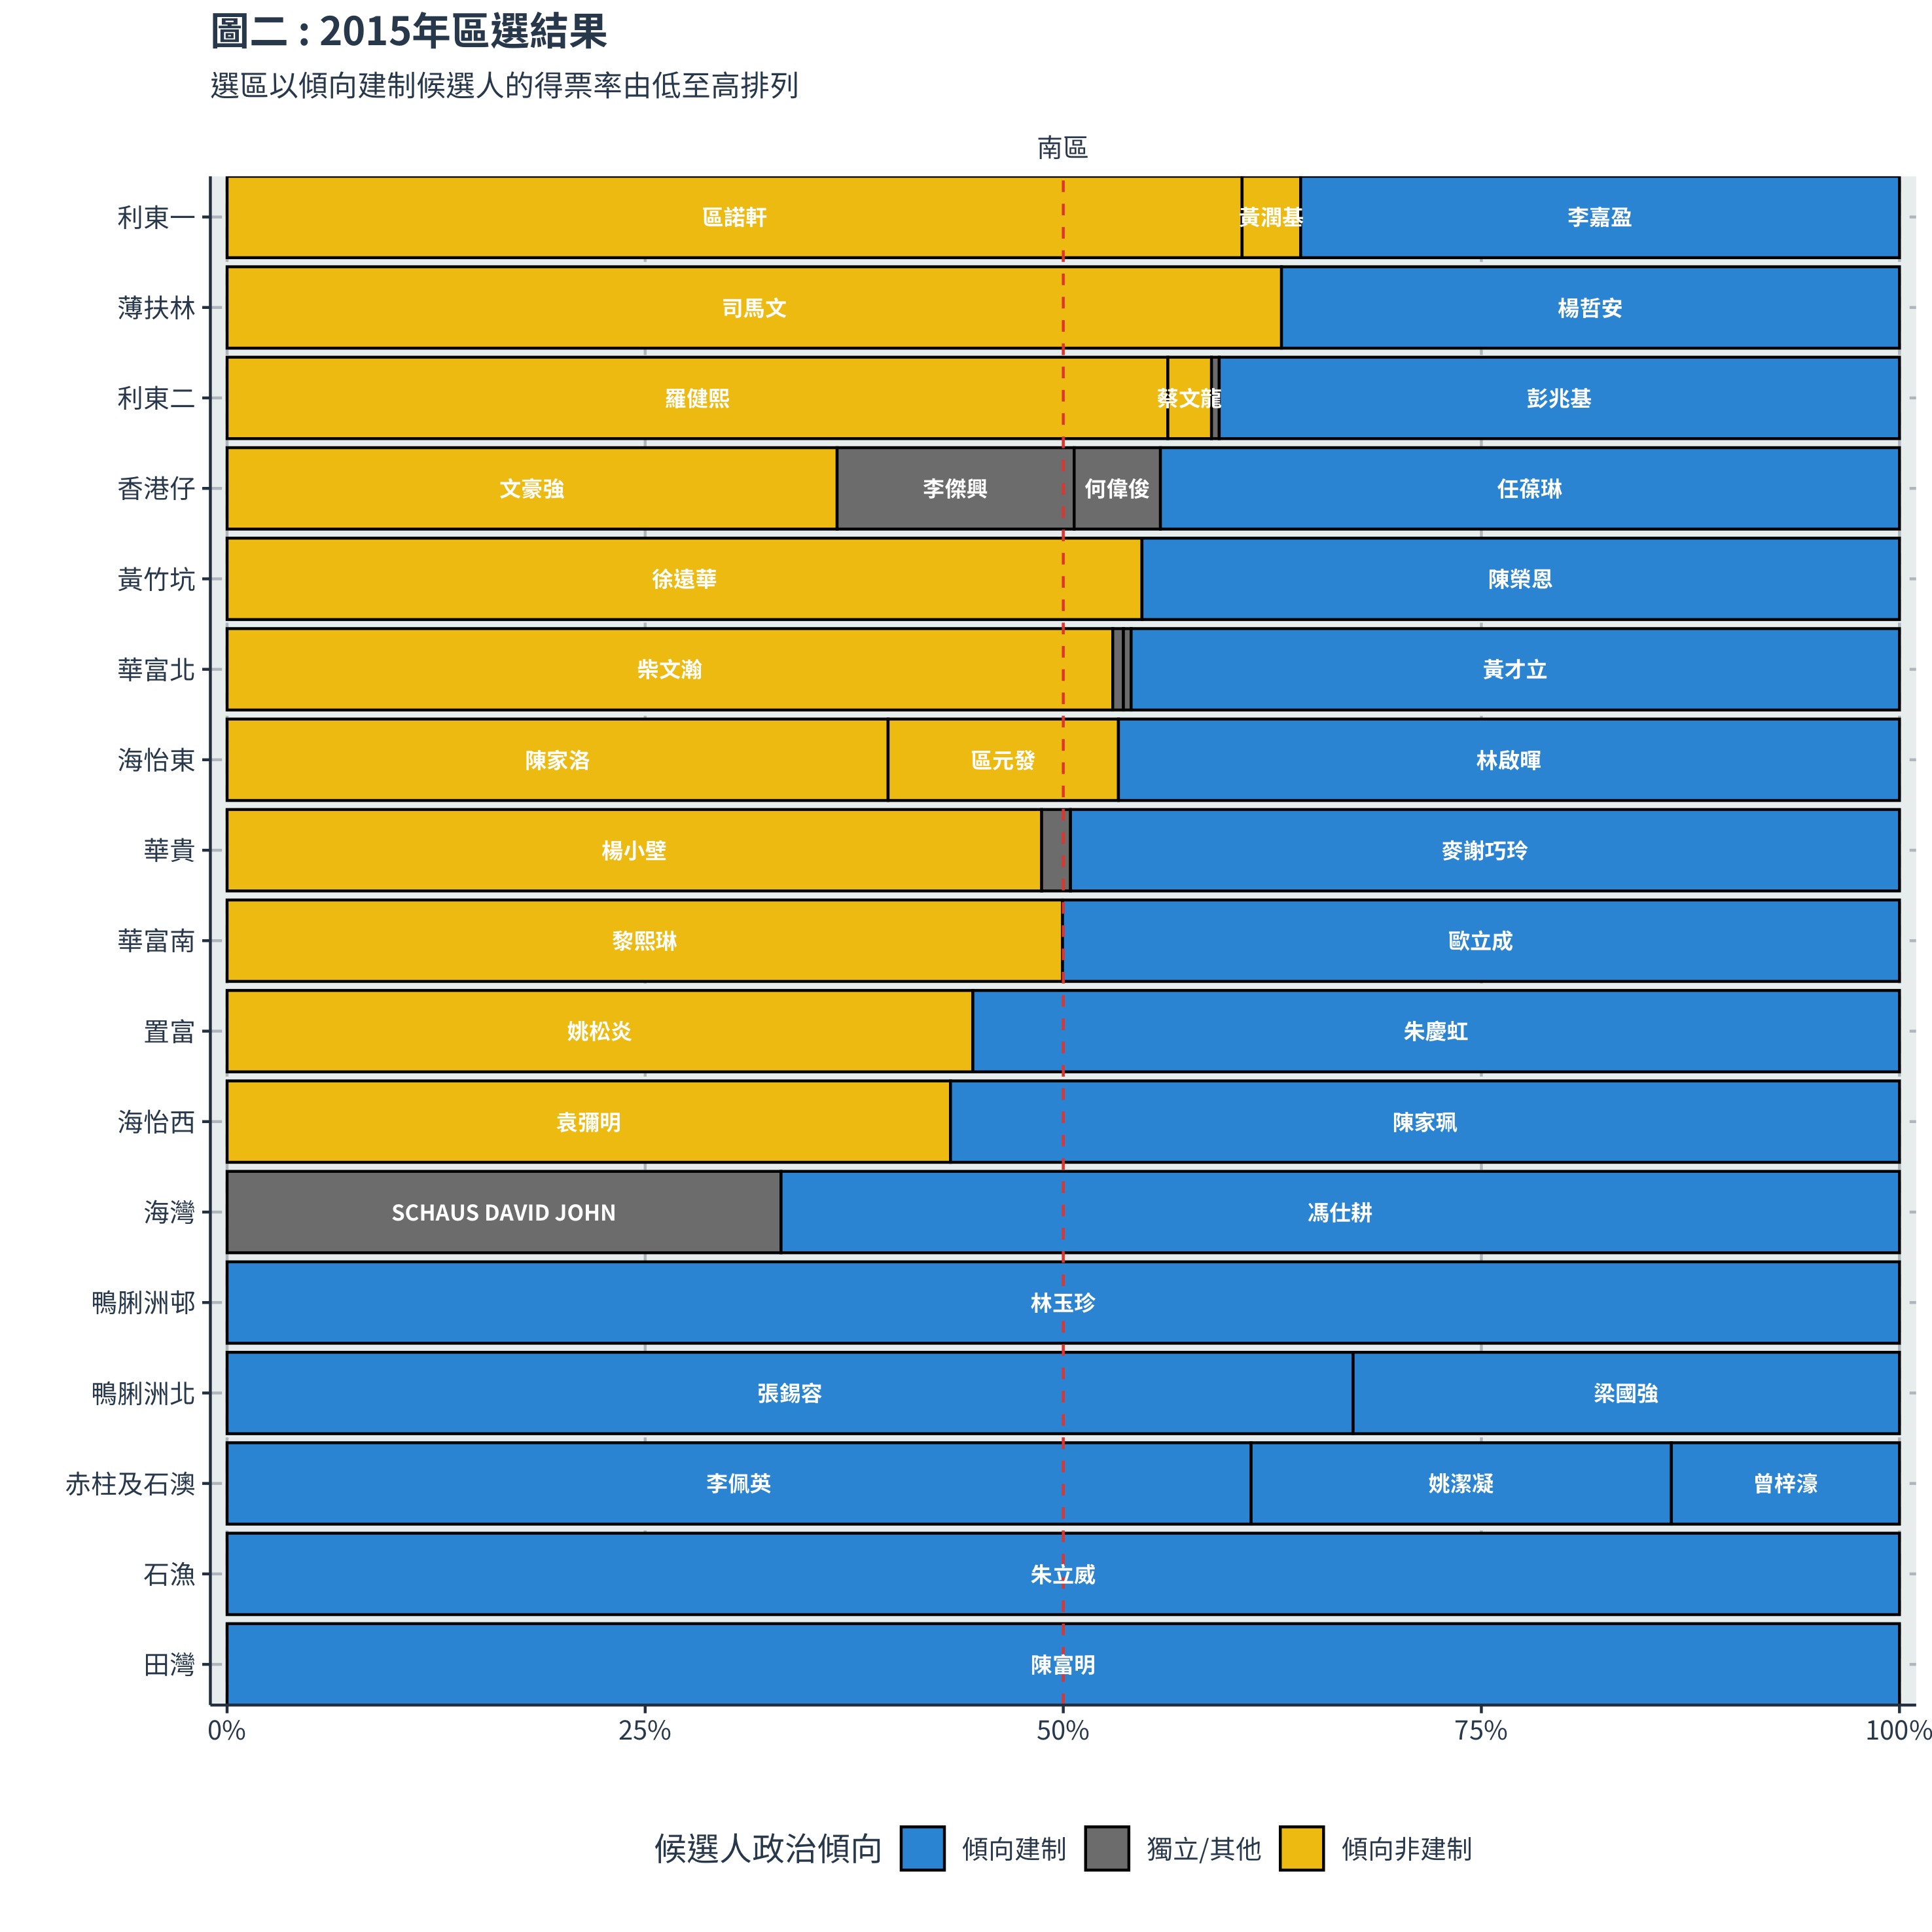 圖二 : 2015年區選結果
選區以傾向建制候選人的得票率由低至高排列
南區
利東一 區諾軒 黃潤基 李嘉盈
薄扶林 司馬文 楊哲安
利東二 羅健熙 蔡文龍 彭兆基
香港仔 文豪強 李傑興 何偉俊 任葆琳
黃竹坑 徐遠華 陳榮恩
華富北 柴文瀚 黃才立
海怡東 陳家洛 區元發 林啟暉
華貴 楊小壁 麥謝巧玲
華富南 黎熙琳 歐立成
置富 姚松炎 朱慶虹
海怡西 袁彌明 陳家珮
海灣 SCHAUS DAVID JOHN 馮仕耕
鴨脷洲邨 林玉珍
鴨脷洲北 張錫容 梁國強
赤柱及石澳 李佩英 姚潔凝 曾梓濠
石漁 朱立威
田灣 陳富明
0% 25% 50% 75% 100%
候選人政治傾向 傾向建制 獨立/其他 傾向非建制